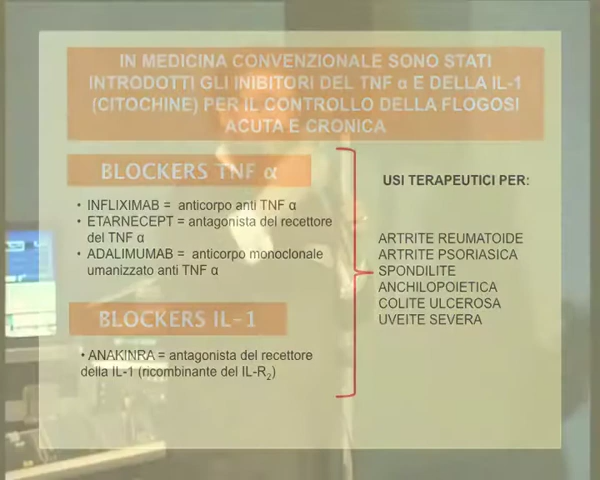 IN MEDICINA CONVENZIONALE SONO STATI
INTRODOTTI GLI INIBITORI DEL TNF α E DELLA IL-1
(CITOCHINE) PER IL CONTROLLO DELLA FLOGOSI
ACUTA E CRONICA
BLOCKERS TNF α
• INFLIXIMAB = anticorpo anti TNF α
• ETARNECEPT = antagonista del recettore
del TNF α
• ADALIMUMAB = anticorpo monoclonale
umanizzato anti TNF α
BLOCKERS IL-1
• ANAKINRA = antagonista del recettore
della IL-1 (ricombinante del IL-R₂)
USI TERAPEUTICI PER:
ARTRITE REUMATOIDE
ARTRITE PSORIASICA
SPONDILITE
ANCHILOPOIETICA
COLITE ULCEROSA
UVEITE SEVERA